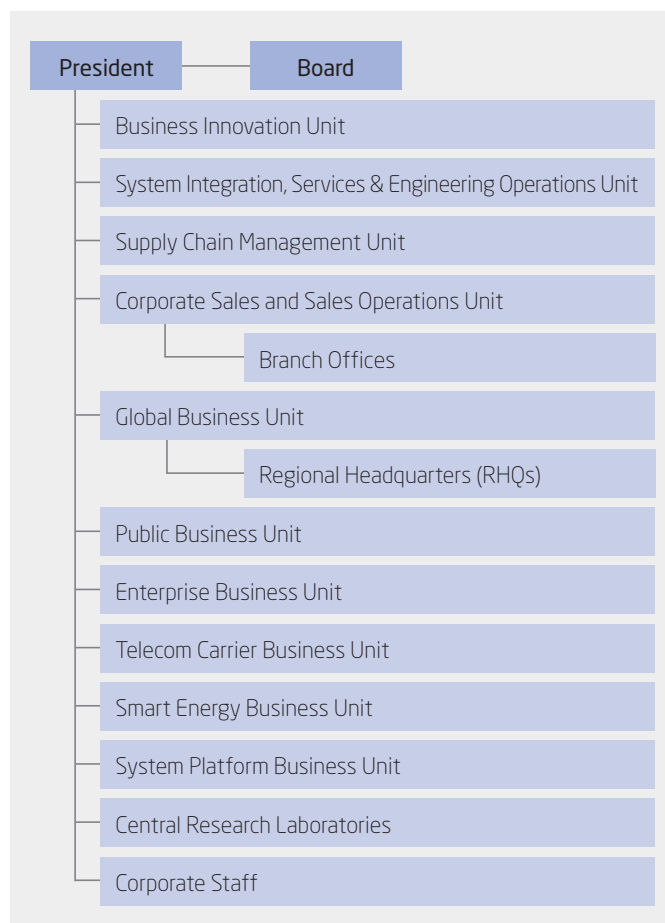 President
Board
Business Innovation Unit
System Integration, Services & Engineering Operations Unit
Supply Chain Management Unit
Corporate Sales and Sales Operations Unit
Branch Offices
Global Business Unit
Regional Headquarters (RHQs)
Public Business Unit
Enterprise Business Unit
Telecom Carrier Business Unit
Smart Energy Business Unit
System Platform Business Unit
Central Research Laboratories
Corporate Staff